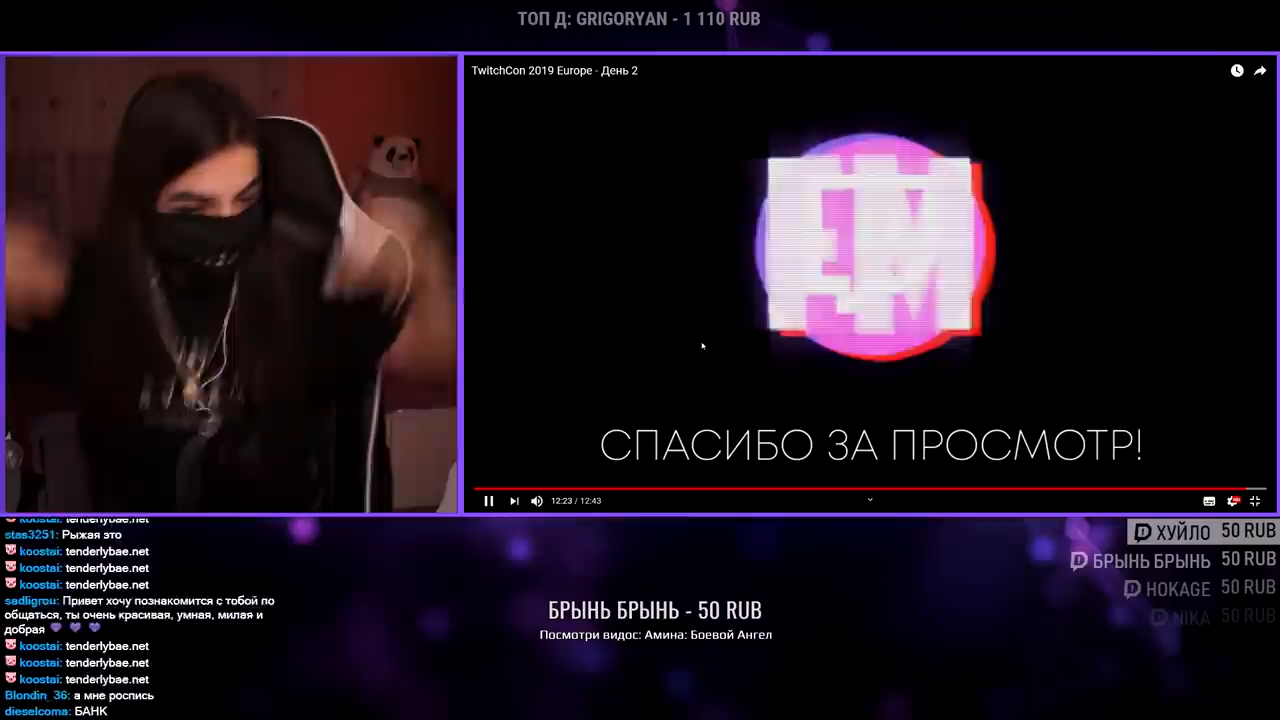 ТОП Д: GRIGORYAN - 1 110 RUB
TwitchCon 2019 Europe - День 2
EM
СПАСИБО ЗА ПРОСМОТР!
12:23 / 12:43
koostai: tenderlybae.net
stas3251: Рыжая это
koostai: tenderlybae.net
koostai: tenderlybae.net
koostai: tenderlybae.net
sadligrou: Привет хочу познакомится с тобой по
общаться, ты очень красивая, умная, милая и
добрая
koostai: tenderlybae.net
koostai: tenderlybae.net
koostai: tenderlybae.net
Blondin_36: а мне роспись
dieselcoma: БАНК
БРЫНЬ БРЫНЬ - 50 RUB
Посмотри видос: Амина: Боевой Ангел
ХУЙЛО 50 RUB
БРЫНЬ БРЫНЬ 50 RUB
HOKAGE 50 RUB
NIKA 50 RUB